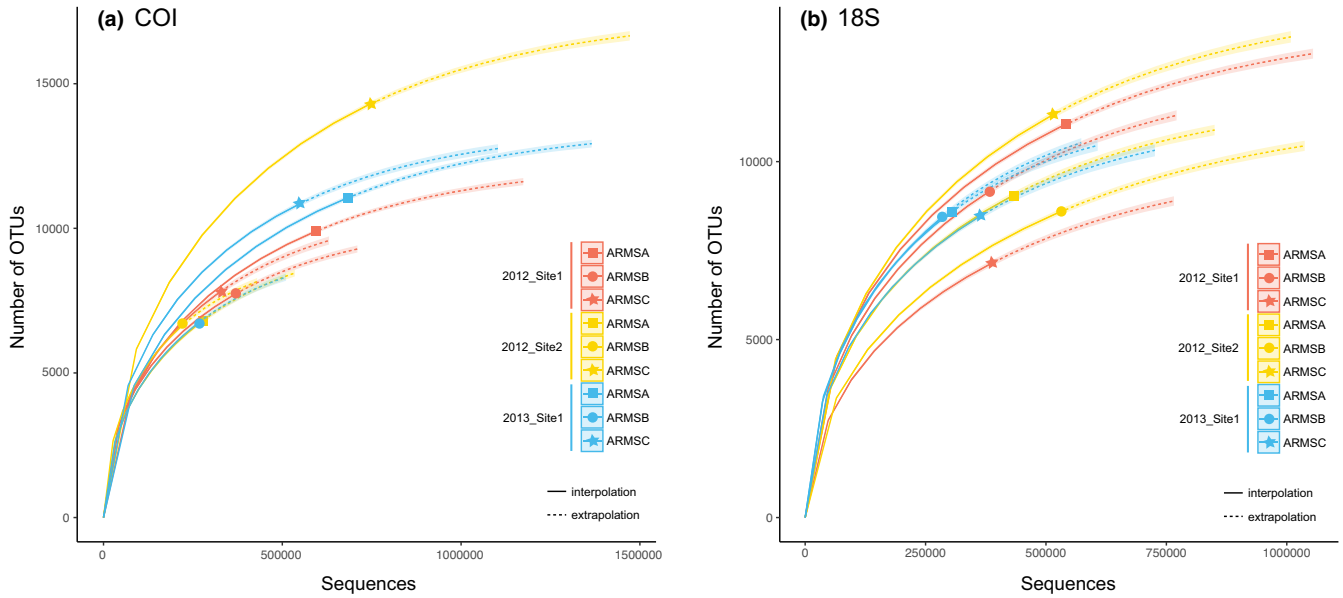 (a) COI
Number of OTUs
15000
10000
5000
0
0 500000 1000000 1500000
Sequences
2012_Site1
ARMSA
ARMSB
ARMSC
2012_Site2
ARMSA
ARMSB
ARMSC
2013_Site1
ARMSA
ARMSB
ARMSC
interpolation
extrapolation
(b) 18S
Number of OTUs
10000
5000
0
0 250000 500000 750000 1000000
Sequences
2012_Site1
ARMSA
ARMSB
ARMSC
2012_Site2
ARMSA
ARMSB
ARMSC
2013_Site1
ARMSA
ARMSB
ARMSC
interpolation
extrapolation